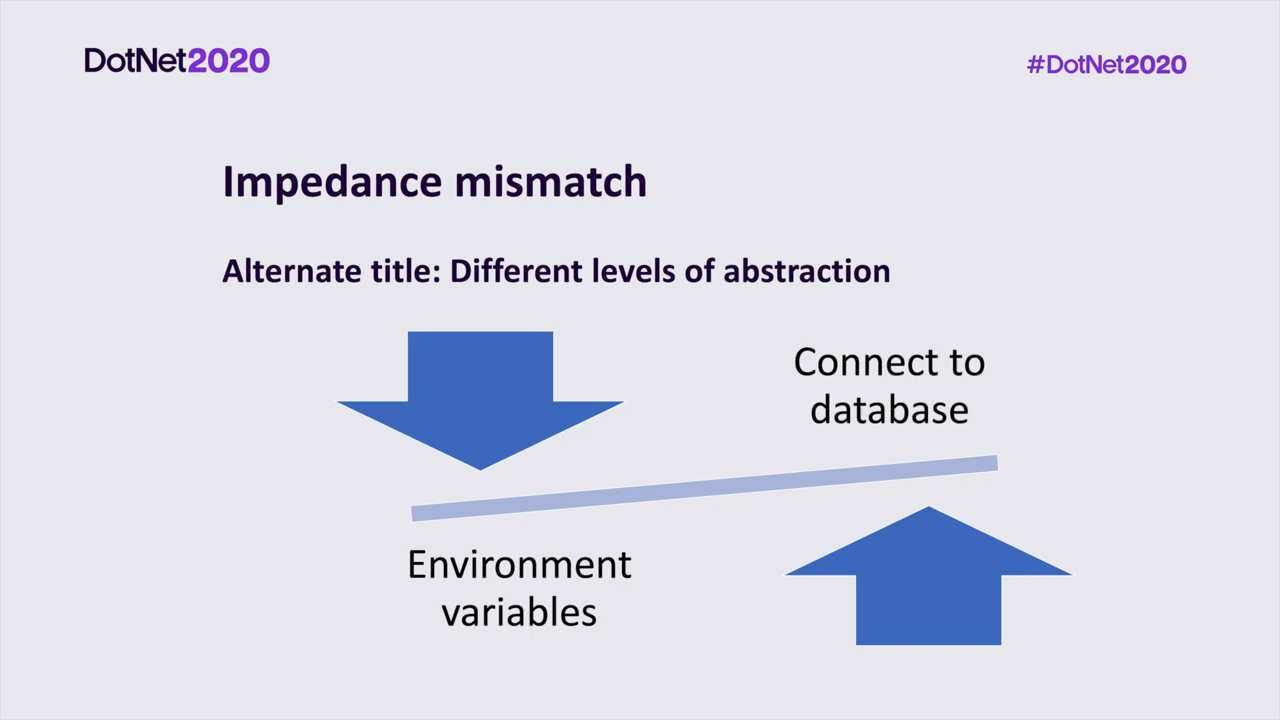 DotNet2020
#DotNet2020
Impedance mismatch
Alternate title: Different levels of abstraction
Connect to
database
Environment
variables